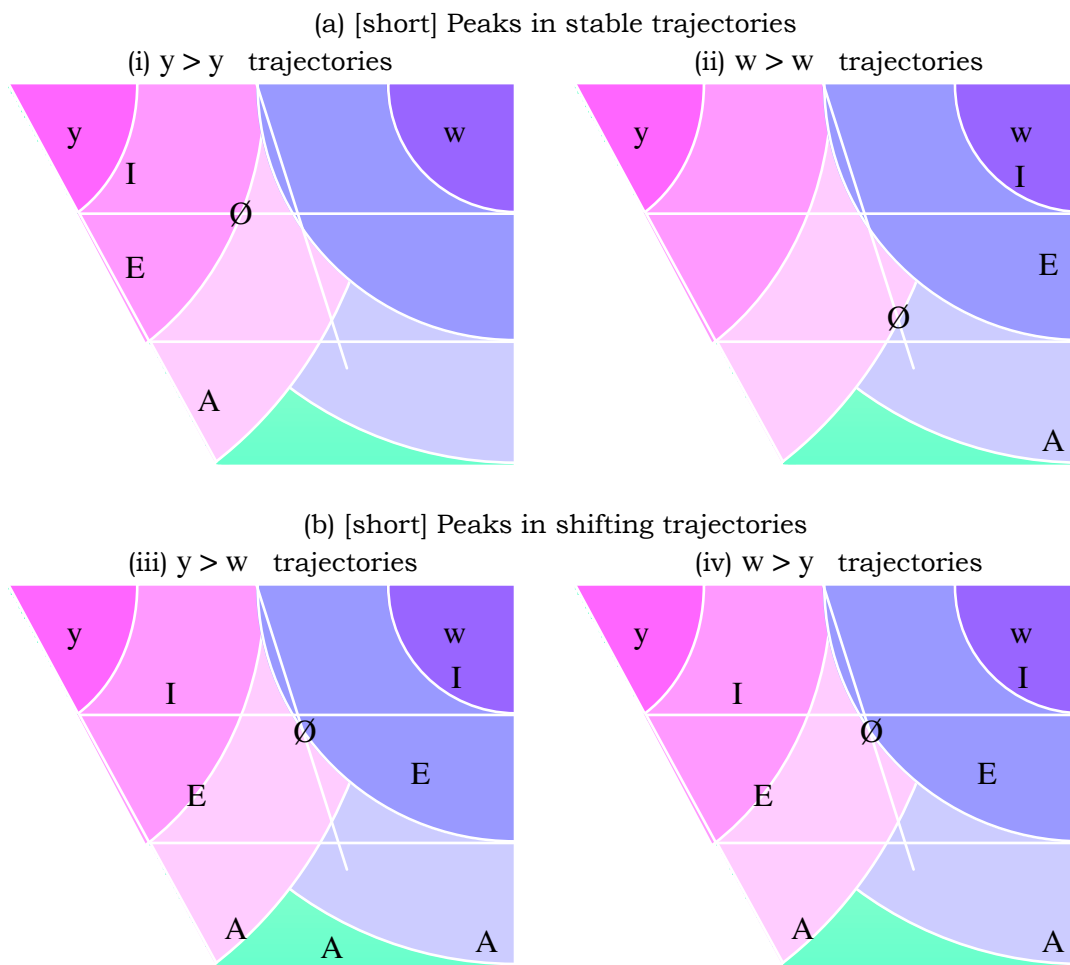 (a) [short] Peaks in stable trajectories
(i) y > y trajectories
(ii) w > w trajectories
y
w
I
Ø
E
A
y
w
I
E
Ø
A
(b) [short] Peaks in shifting trajectories
(iii) y > w trajectories
(iv) w > y trajectories
y
w
I
I
Ø
E
E
A
A
A
y
w
I
I
Ø
E
E
A
A